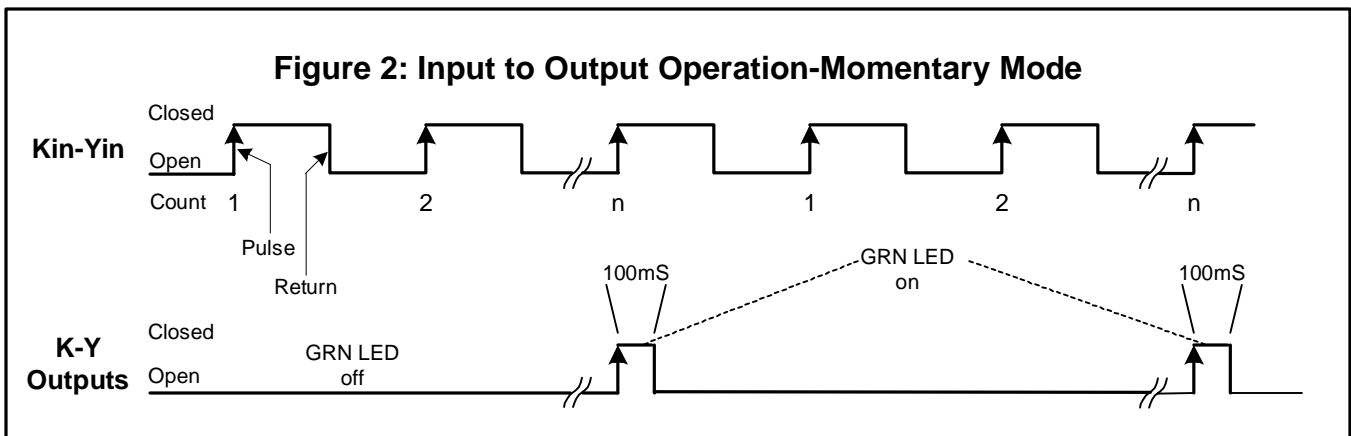 Figure 2: Input to Output Operation-Momentary Mode
Closed
Kin-Yin
Open
Count 1 2 n 1 2 n
Pulse
Return
100mS
GRN LED
on
100mS
Closed
K-Y
Outputs
GRN LED
off
Open